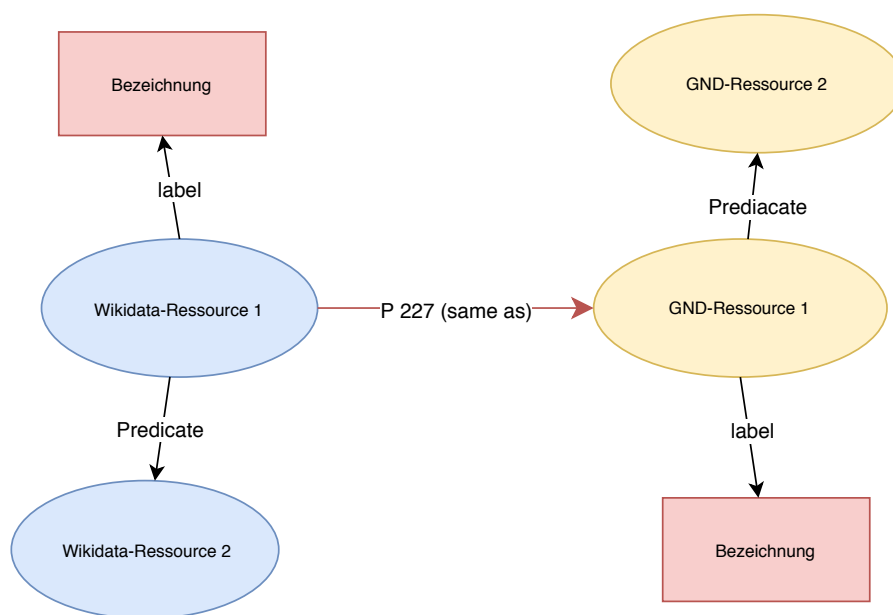 Bezeichnung
GND-Ressource 2
label
Prediacate
Wikidata-Ressource 1
P 227 (same as)
GND-Ressource 1
Predicate
label
Wikidata-Ressource 2
Bezeichnung